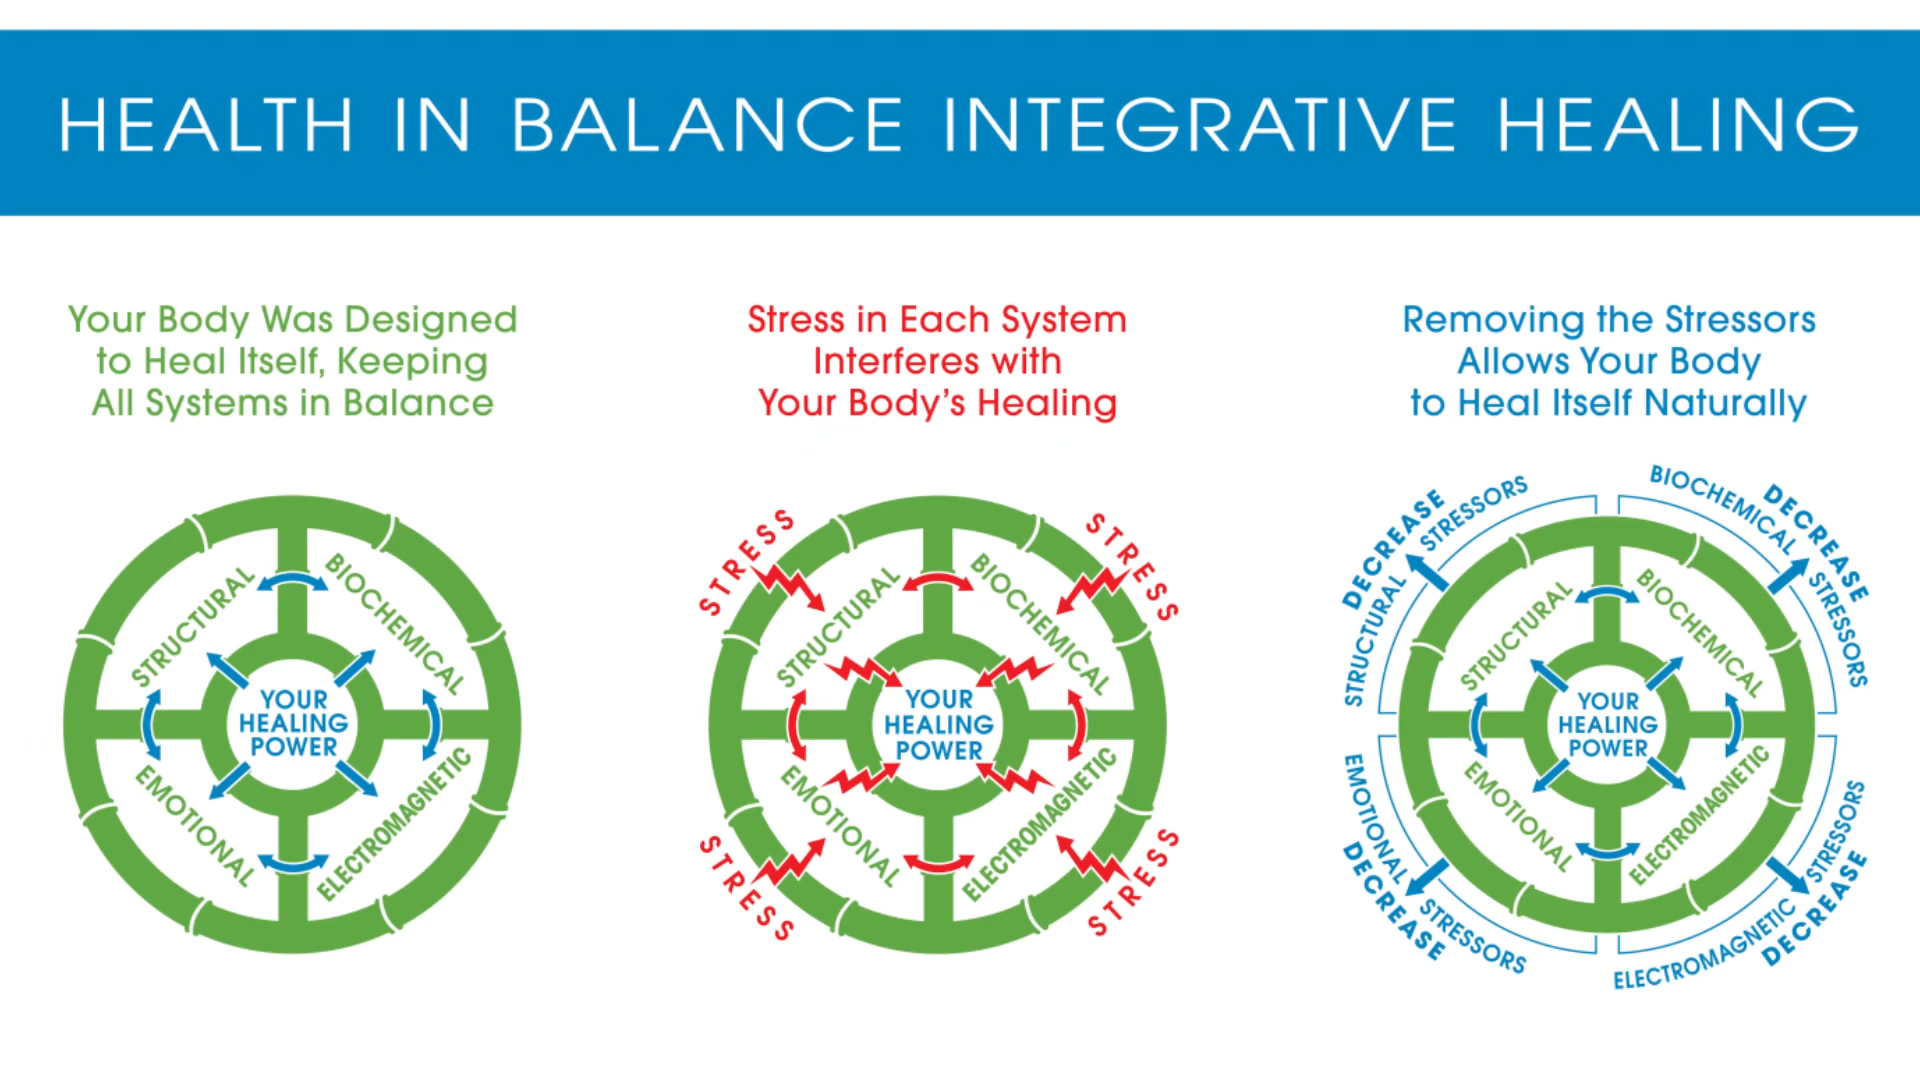 HEALTH IN BALANCE INTEGRATIVE HEALING
Your Body Was Designed
to Heal Itself, Keeping
All Systems in Balance
STRUCTURAL
BIOCHEMICAL
YOUR
HEALING
POWER
EMOTIONAL
ELECTROMAGNETIC
Stress in Each System
Interferes with
Your Body's Healing
STRESS
STRESS
STRUCTURAL
BIOCHEMICAL
YOUR
HEALING
POWER
EMOTIONAL
ELECTROMAGNETIC
STRESS
STRESS
Removing the Stressors
Allows Your Body
to Heal Itself Naturally
DECREASE
STRUCTURAL STRESSORS
DECREASE
BIOCHEMICAL STRESSORS
STRUCTURAL
BIOCHEMICAL
YOUR
HEALING
POWER
EMOTIONAL
ELECTROMAGNETIC
EMOTIONAL STRESSORS
DECREASE
ELECTROMAGNETIC STRESSORS
DECREASE